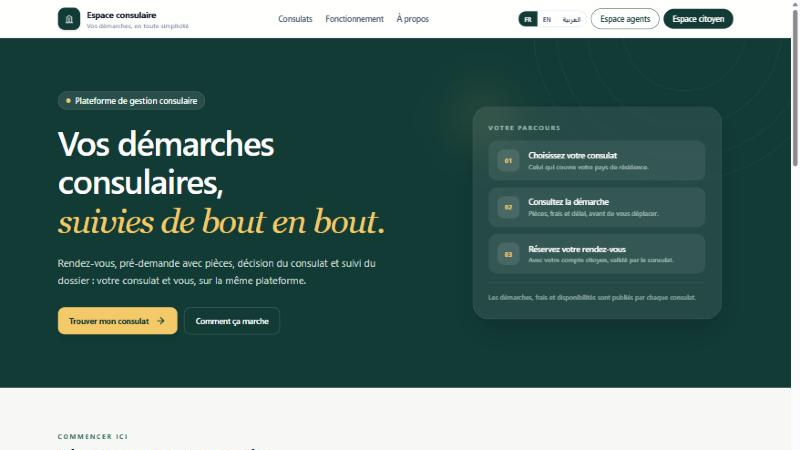 Espace consulaire
Vos démarches, en toute simplicité
Consulats
Fonctionnement
À propos
FR
EN
العربية
Espace agents
Espace citoyen
Plateforme de gestion consulaire
Vos démarches
consulaires,
suivies de bout en bout.
Rendez-vous, pré-demande avec pièces, décision du consulat et suivi du
dossier : votre consulat et vous, sur la même plateforme.
Trouver mon consulat →
Comment ça marche
VOTRE PARCOURS
01
Choisissez votre consulat
Celui qui couvre votre pays de résidence.
02
Consultez la démarche
Pièces, frais et délai, avant de vous déplacer.
03
Réservez votre rendez-vous
Avec votre compte citoyen, validé par le consulat.
Les démarches, frais et disponibilités sont publiés par chaque consulat.
COMMENCER ICI